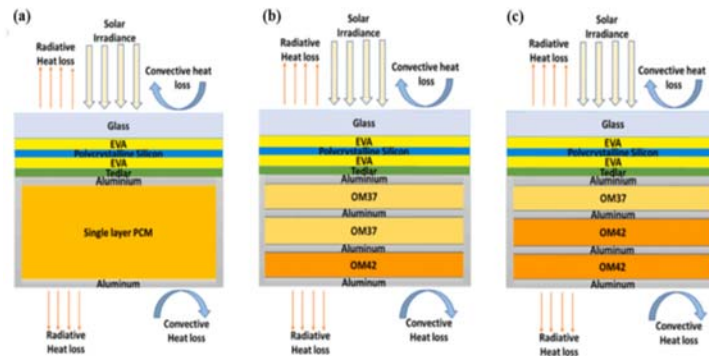 (a)
Solar
Irradiance
Radiative
Heat loss
Convective heat
loss
Glass
EVA
Polycrystalline Silicon
EVA
Tedlar
Aluminium
Single layer PCM
Aluminum
Radiative
Heat loss
Convective
Heat loss
(b)
Solar
Irradiance
Radiative
Heat loss
Convective heat
loss
Glass
EVA
Polycrystalline Silicon
EVA
Tedlar
Aluminium
OM37
Aluminum
OM37
Aluminum
OM42
Aluminum
Radiative
Heat loss
Convective
Heat loss
(c)
Solar
Irradiance
Radiative
Heat loss
Convective heat
loss
Glass
EVA
Polycrystalline Silicon
EVA
Tedlar
Aluminium
OM37
Aluminum
OM42
Aluminum
OM42
Aluminum
Radiative
Heat loss
Convective
Heat loss